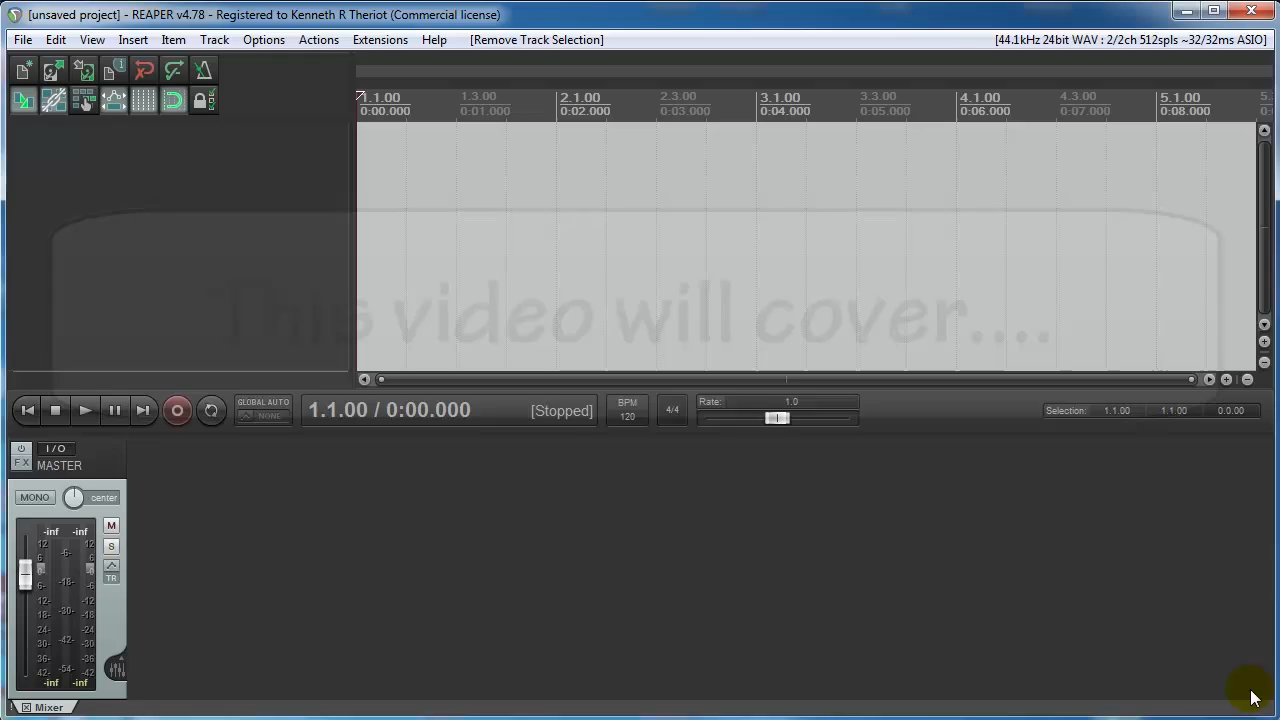 [unsaved project] - REAPER v4.78 - Registered to Kenneth R Theriot (Commercial license)
File Edit View Insert Item Track Options Actions Extensions Help [Remove Track Selection] [44.1kHz 24bit WAV : 2/2ch 512spls ~32/32ms ASIO]
1.1.00 1.3.00 2.1.00 2.3.00 3.1.00 3.3.00 4.1.00 4.3.00 5.1.00 5.
0:00.000 0:01.000 0:02.000 0:03.000 0:04.000 0:05.000 0:06.000 0:07.000 0:08.000 0:
This video will cover....
GLOBAL AUTO
NONE
1.1.00 / 0:00.000 [Stopped]
BPM
120
4/4
Rate: 1.0
Selection: 1.1.00 1.1.00 0.0.00
I/O
FX MASTER
MONO center
-inf -inf M
12 -6- 12
6 6 S
0 0
6- -18- -6 TR
12- -12
18- -30- -18
24- -24
30- -42- -30
36- -36
42- -54- -42
-inf -inf
Mixer